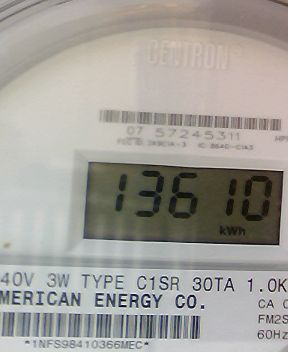 CENTRON
07 57245311
13610
kWh
40V 3W TYPE C1SR 30TA 1.0K
MERICAN ENERGY CO.
CA 0
FM2S
60Hz
*1NFS98410366MEC*